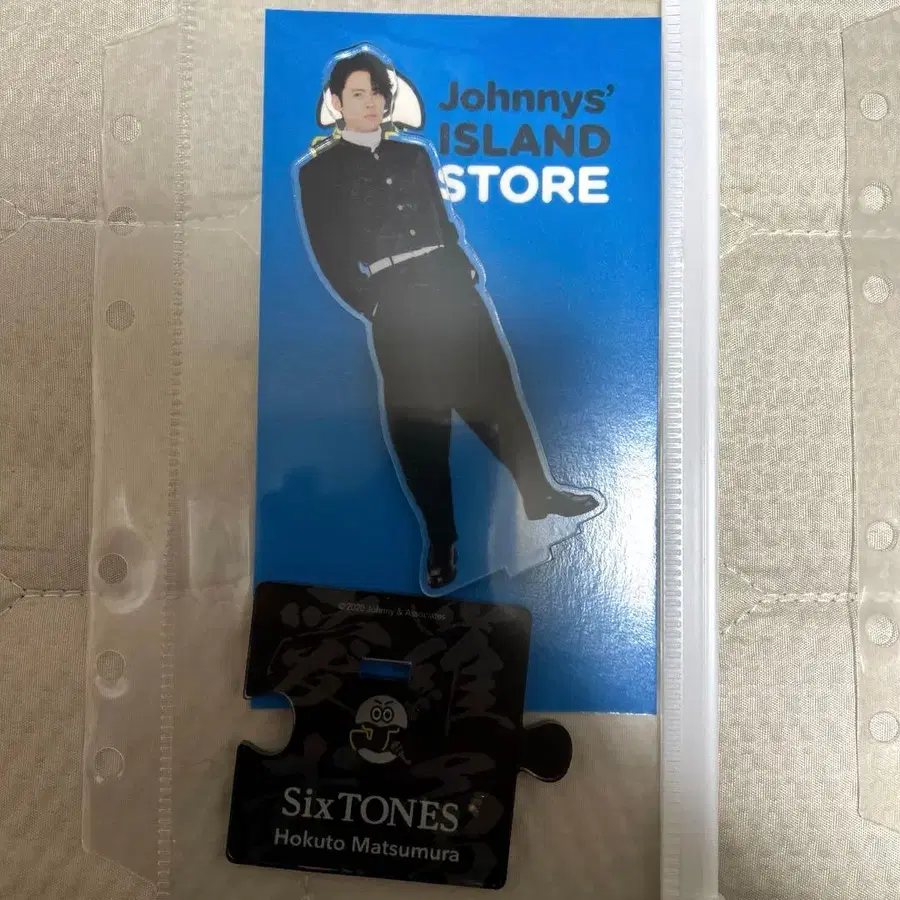 Johnnys'
ISLAND
STORE
©2020 Johnny & Associates
SixTONES
Hokuto Matsumura